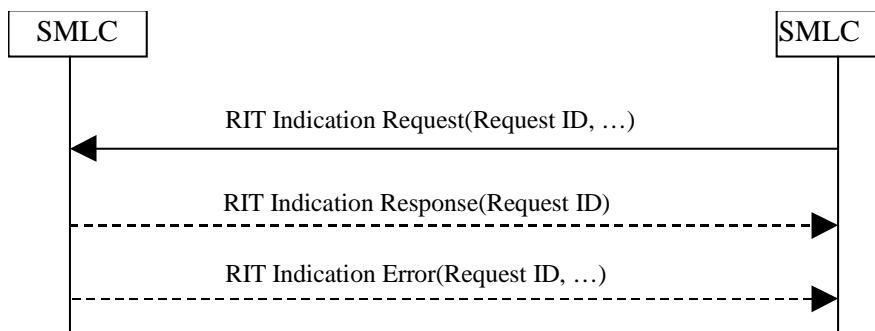 SMLC
SMLC
RIT Indication Request(Request ID, …)
RIT Indication Response(Request ID)
RIT Indication Error(Request ID, …)